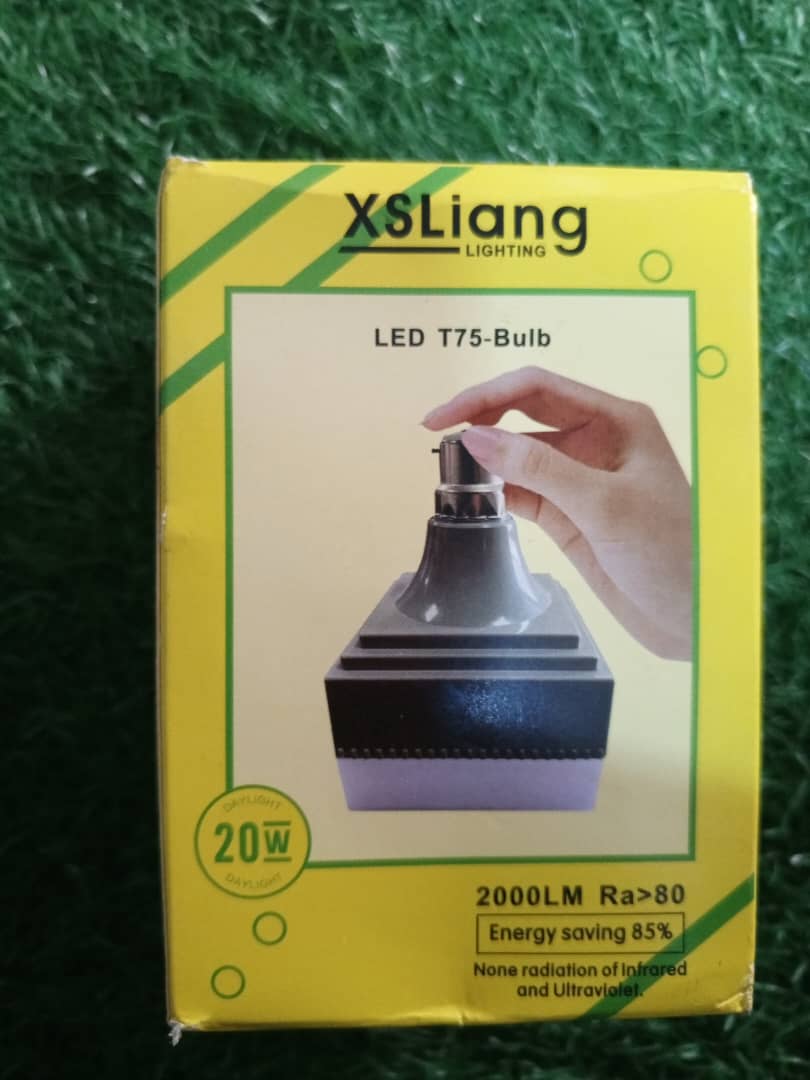 XSLiang
LIGHTING
LED T75-Bulb
DAYLIGHT
20W
DAYLIGHT
2000LM Ra>80
Energy saving 85%
None radiation of Infrared
and Ultraviolet.